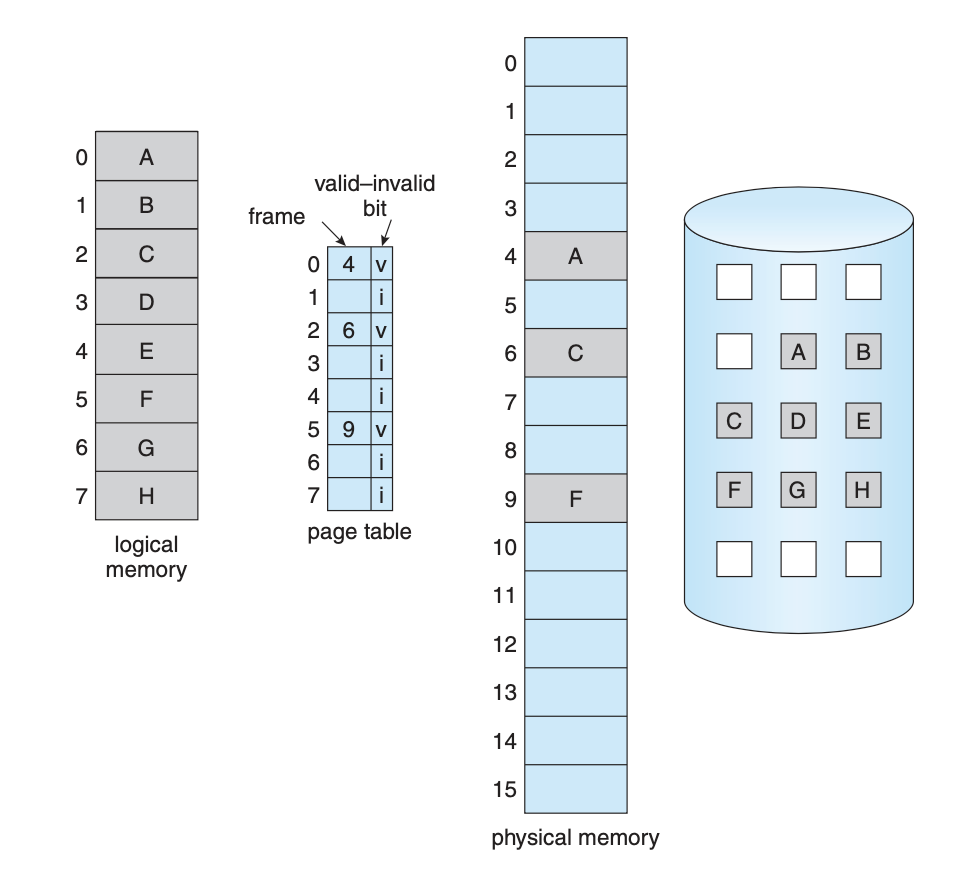 0 A
1 B
2 C
3 D
4 E
5 F
6 G
7 H
logical
memory
valid–invalid
bit
frame
0 4 v
1 i
2 6 v
3 i
4 i
5 9 v
6 i
7 i
page table
0
1
2
3
4 A
5
6 C
7
8
9 F
10
11
12
13
14
15
physical memory
A B
C D E
F G H